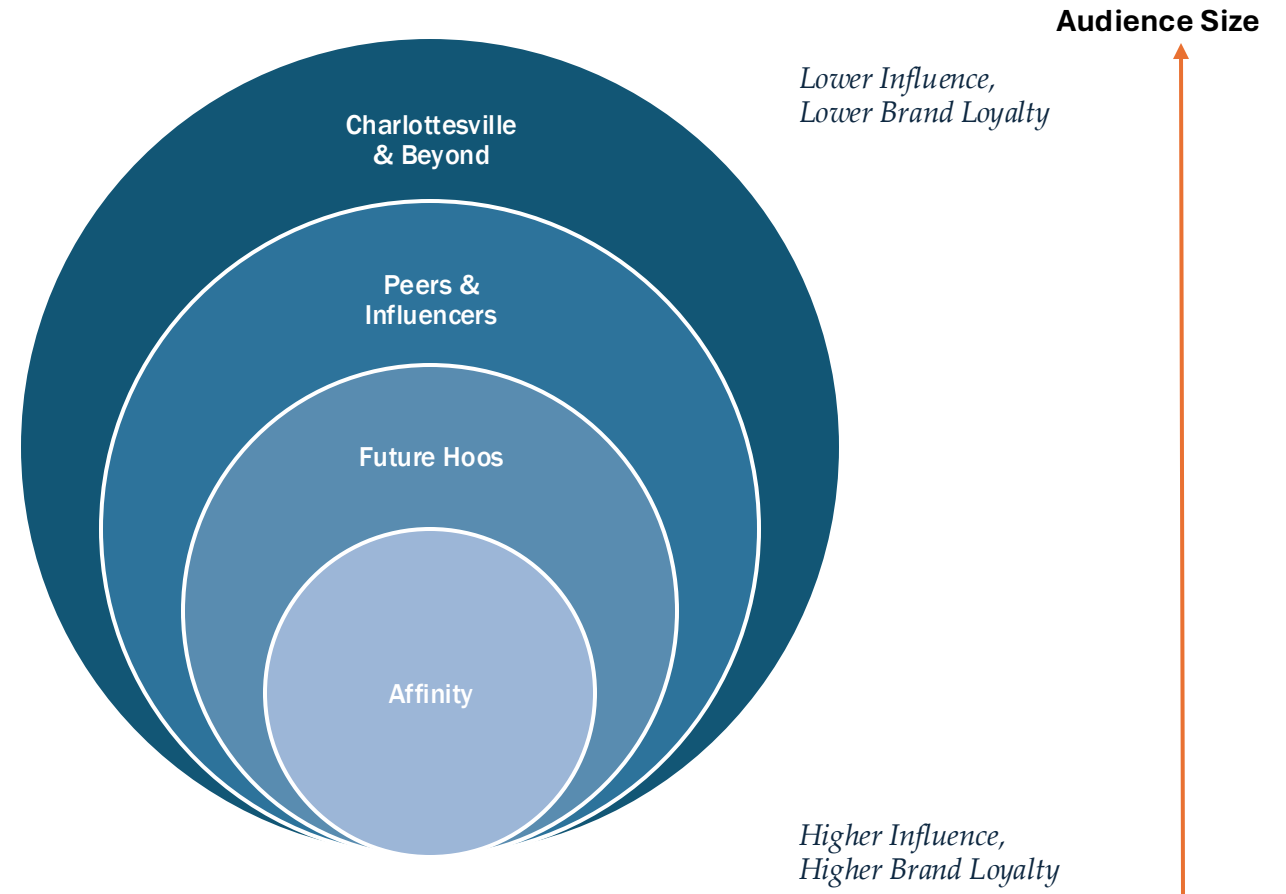 Audience Size
Lower Influence,
Lower Brand Loyalty
Charlottesville
& Beyond
Peers &
Influencers
Future Hoos
Affinity
Higher Influence,
Higher Brand Loyalty